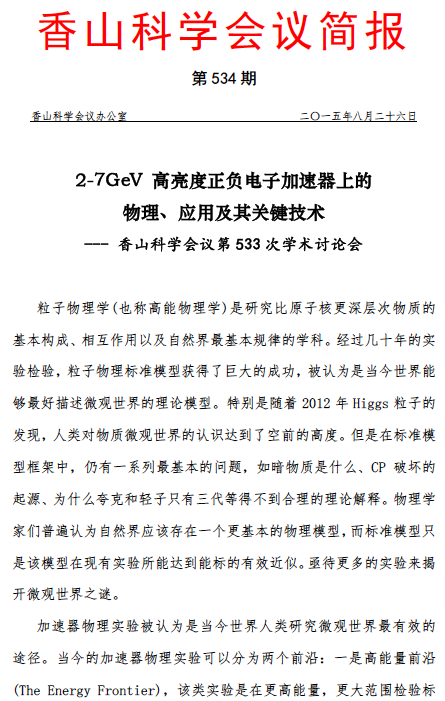 香山科学会议简报
第 534 期
香山科学会议办公室 二〇一五年八月二十六日
2-7GeV 高亮度正负电子加速器上的
物理、应用及其关键技术
--- 香山科学会议第 533 次学术讨论会
粒子物理学(也称高能物理学)是研究比原子核更深层次物质的
基本构成、相互作用以及自然界最基本规律的学科。经过几十年的实
验检验，粒子物理标准模型获得了巨大的成功，被认为是当今世界能
够最好描述微观世界的理论模型。特别是随着 2012 年 Higgs 粒子的
发现，人类对物质微观世界的认识达到了空前的高度。但是在标准模
型框架中，仍有一系列最基本的问题，如暗物质是什么、CP 破坏的
起源、为什么夸克和轻子只有三代等得不到合理的理论解释。物理学
家们普遍认为自然界应该存在一个更基本的物理模型，而标准模型只
是该模型在现有实验所能达到能标的有效近似。亟待更多的实验来揭
开微观世界之谜。
加速器物理实验被认为是当今世界人类研究微观世界最有效的
途径。当今的加速器物理实验可以分为两个前沿：一是高能量前沿
(The Energy Frontier)，该类实验是在更高能量，更大范围检验标